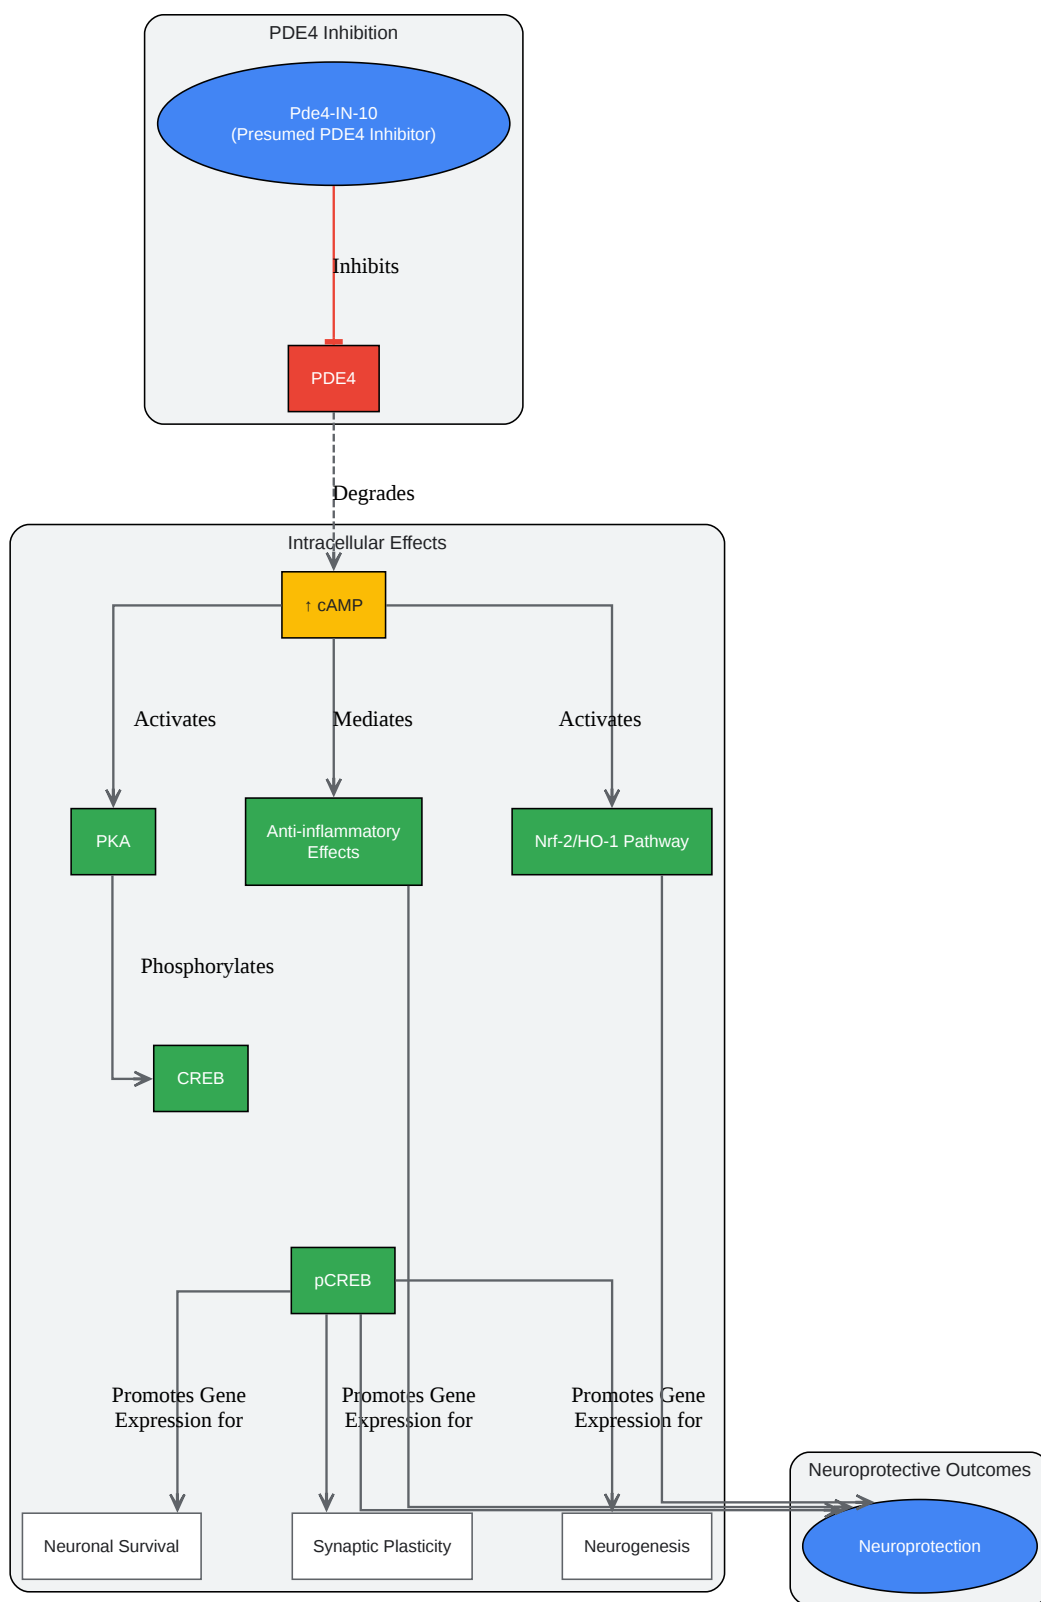 PDE4 Inhibition
Pde4-IN-10
(Presumed PDE4 Inhibitor)
Inhibits
PDE4
Degrades
Intracellular Effects
↑ cAMP
Activates
Mediates
Activates
PKA
Anti-inflammatory
Effects
Nrf-2/HO-1 Pathway
Phosphorylates
CREB
pCREB
Promotes Gene
Expression for
Promotes Gene
Expression for
Promotes Gene
Expression for
Neuroprotective Outcomes
Neuronal Survival
Synaptic Plasticity
Neurogenesis
Neuroprotection